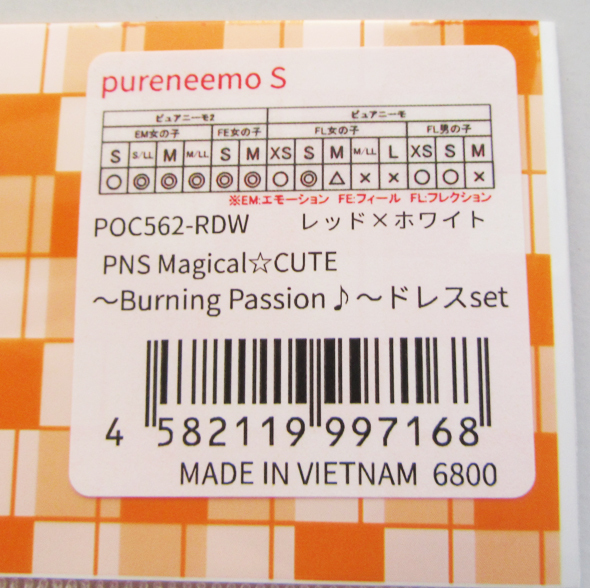 pureneemo S
ピュアニーモ2 ピュアニーモ
EM女の子 FE女の子 FL女の子 FL男の子
S S/LL M M/LL S M XS S M M/LL L XS S M
○ ◎ ◎ ◎ ◎ ◎ ○ ◎ △ × × ○ ○ ×
※EM:エモーション FE:フィール FL:フレクション
POC562-RDW レッド×ホワイト
PNS Magical☆CUTE
～Burning Passion♪～ドレスset
4 582119 997168
MADE IN VIETNAM 6800